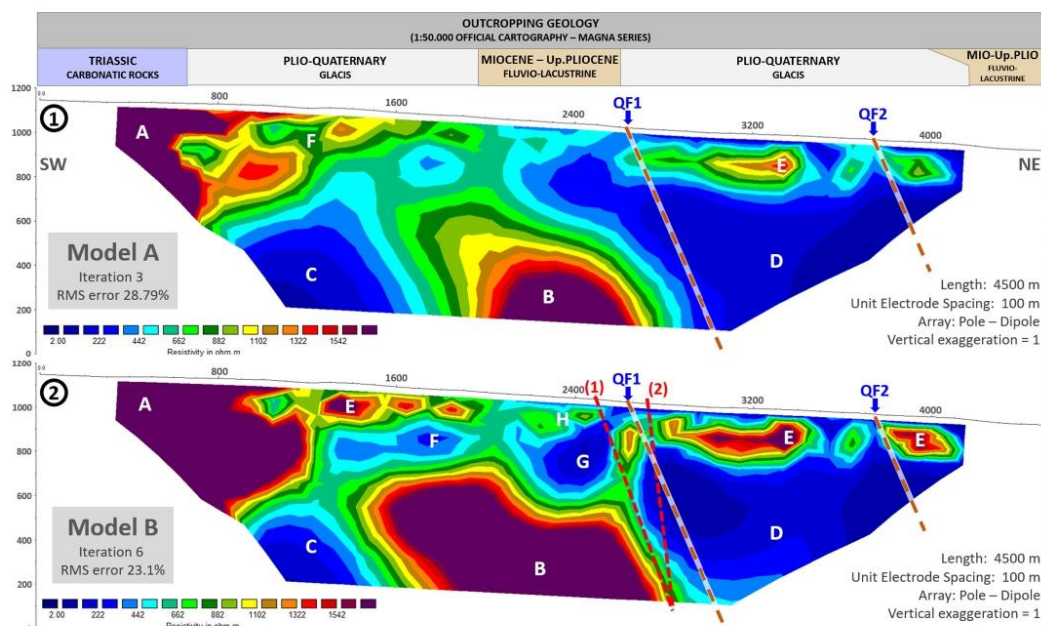 OUTCROPPING GEOLOGY
(1:50.000 OFFICIAL CARTOGRAPHY – MAGNA SERIES)
TRIASSIC
CARBONATIC ROCKS
PLIO-QUATERNARY
GLACIS
MIOCENE – Up.PLIOCENE
FLUVIO-LACUSTRINE
PLIO-QUATERNARY
GLACIS
MIO-Up.PLIO
FLUVIO-
LACUSTRINE
1200
1000
800
600
400
200
0
0.0
800
1600
2400
3200
4000
1
SW
NE
QF1
QF2
A
F
E
C
B
D
Model A
Iteration 3
RMS error 28.79%
Length: 4500 m
Unit Electrode Spacing: 100 m
Array: Pole – Dipole
Vertical exaggeration = 1
2.00 222 442 662 882 1102 1322 1542
Resistivity in ohm m
1200
1000
800
600
400
200
0
0.0
1600
2400
3200
4000
2
(1)
QF1
(2)
QF2
A
E
F
H
G
E
E
C
B
D
Model B
Iteration 6
RMS error 23.1%
Length: 4500 m
Unit Electrode Spacing: 100 m
Array: Pole – Dipole
Vertical exaggeration = 1
2.00 222 442 662 882 1102 1322 1542
Resistivity in ohm m